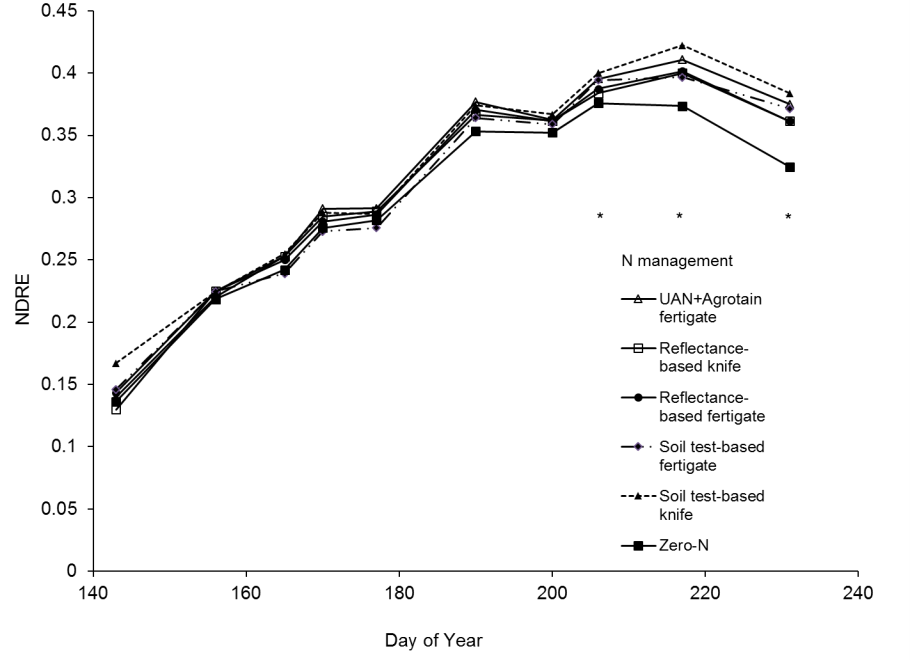 0.45
0.4
0.35
0.3
0.25
0.2
0.15
0.1
0.05
0
NDRE
140
160
180
200
220
240
Day of Year
* * *
N management
UAN+Agrotain
fertigate
Reflectance-
based knife
Reflectance-
based fertigate
Soil test-based
fertigate
Soil test-based
knife
Zero-N